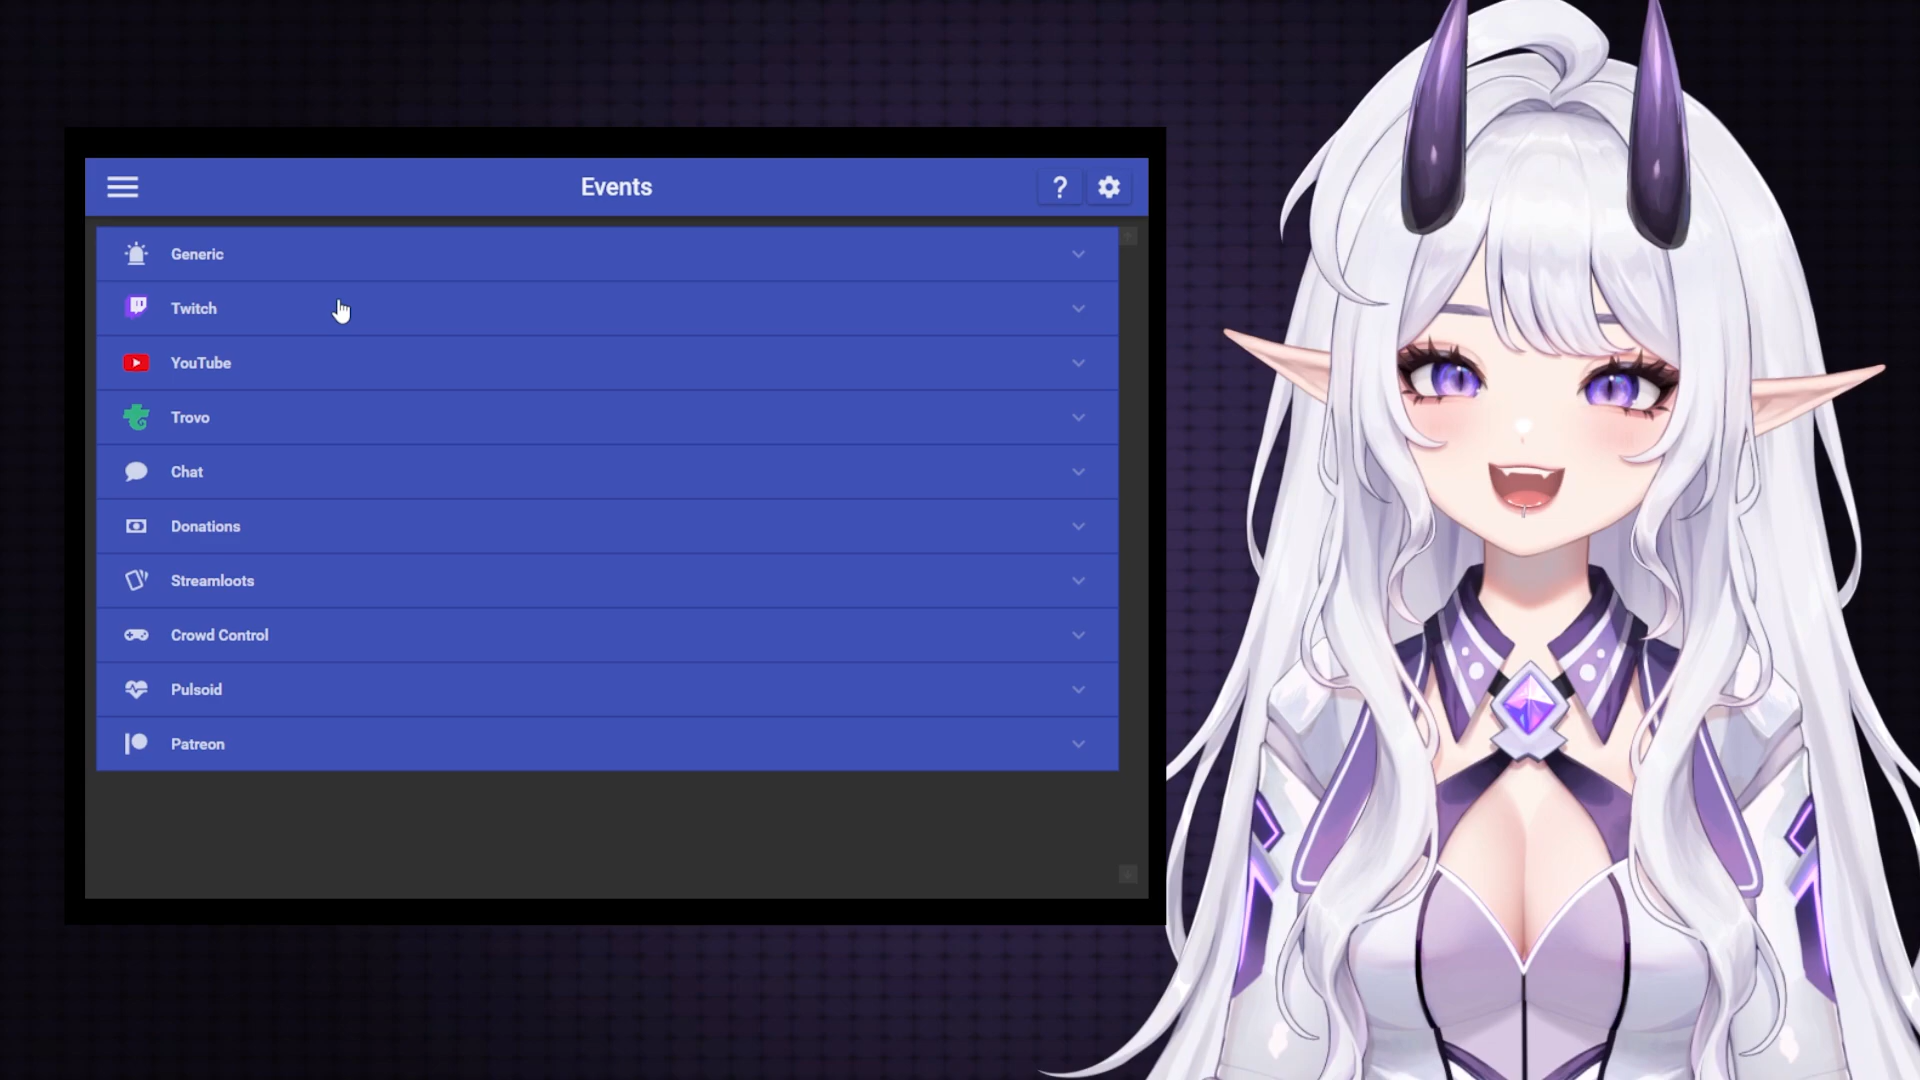 Events
?
Generic
Twitch
YouTube
Trovo
Chat
Donations
Streamloots
Crowd Control
Pulsoid
Patreon